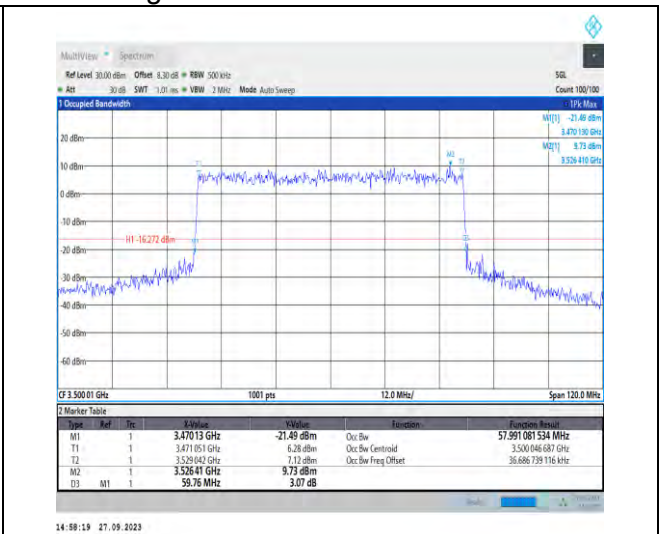 MultiView Spectrum
Ref Level 30.00 dBm Offset 8.30 dB RBW 500 kHz SGL
Att 30 dB SWT 1.01 ms VBW 2 MHz Mode Auto Sweep Count 100/100
1 Occupied Bandwidth 1Pk Max
M1[1] -21.49 dBm
3.470 130 GHz
M2[1] 9.73 dBm
3.526 410 GHz
20 dBm
M2
T1
T2
10 dBm
0 dBm
-10 dBm
H1 -16.272 dBm
-20 dBm
-30 dBm
-40 dBm
-50 dBm
-60 dBm
CF 3.500 01 GHz 1001 pts 12.0 MHz/ Span 120.0 MHz
2 Marker Table
Type Ref Trc X-Value Y-Value Function Function Result
M1 1 3.47013 GHz -21.49 dBm Occ Bw 57.991 081 534 MHz
T1 1 3.471 051 GHz 6.28 dBm Occ Bw Centroid 3.500 046 687 GHz
T2 1 3.529 042 GHz 7.12 dBm Occ Bw Freq Offset 36.686 739 116 kHz
M2 1 3.526 41 GHz 9.73 dBm
D3 M1 1 59.76 MHz 3.07 dB
14:58:19 27.09.2023